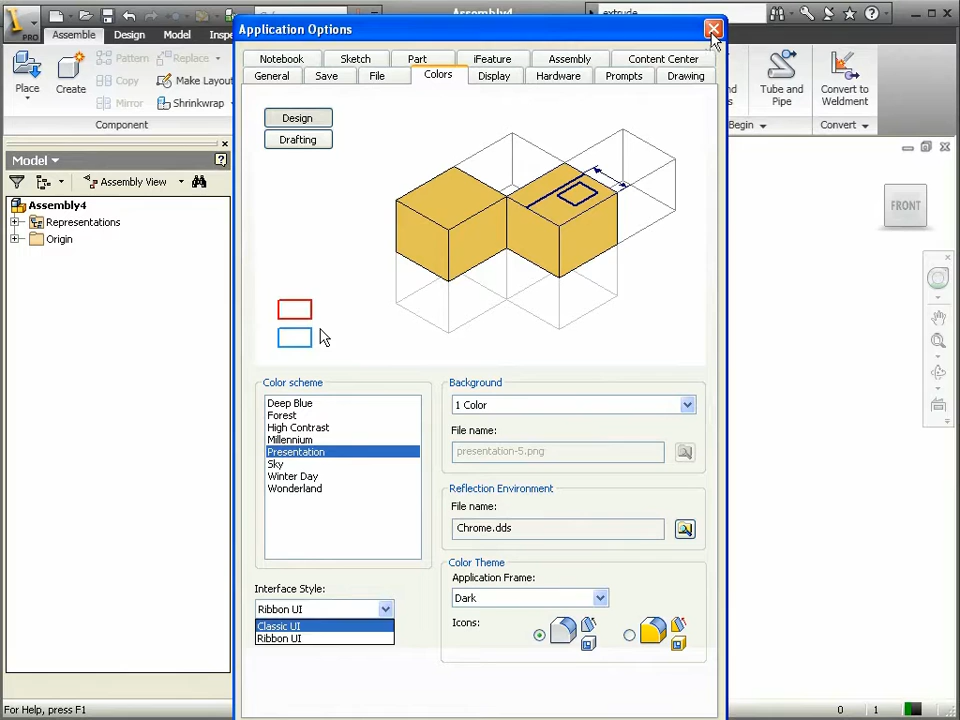 PRO
Assembly4
extrude
Assemble
Design
Model
Inspe
Place
Create
Pattern
Copy
Mirror
Replace
Make Layou
Shrinkwrap
Component
Tube and
Pipe
Begin
Convert to
Weldment
Convert
Application Options
Notebook
Sketch
Part
iFeature
Assembly
Content Center
General
Save
File
Colors
Display
Hardware
Prompts
Drawing
Design
Drafting
Model
Assembly View
Assembly4
Representations
Origin
FRONT
Color scheme
Deep Blue
Forest
High Contrast
Millennium
Presentation
Sky
Winter Day
Wonderland
Interface Style:
Ribbon UI
Classic UI
Ribbon UI
Background
1 Color
File name:
presentation-5.png
Reflection Environment
File name:
Chrome.dds
Color Theme
Application Frame:
Dark
Icons:
For Help, press F1
0
1